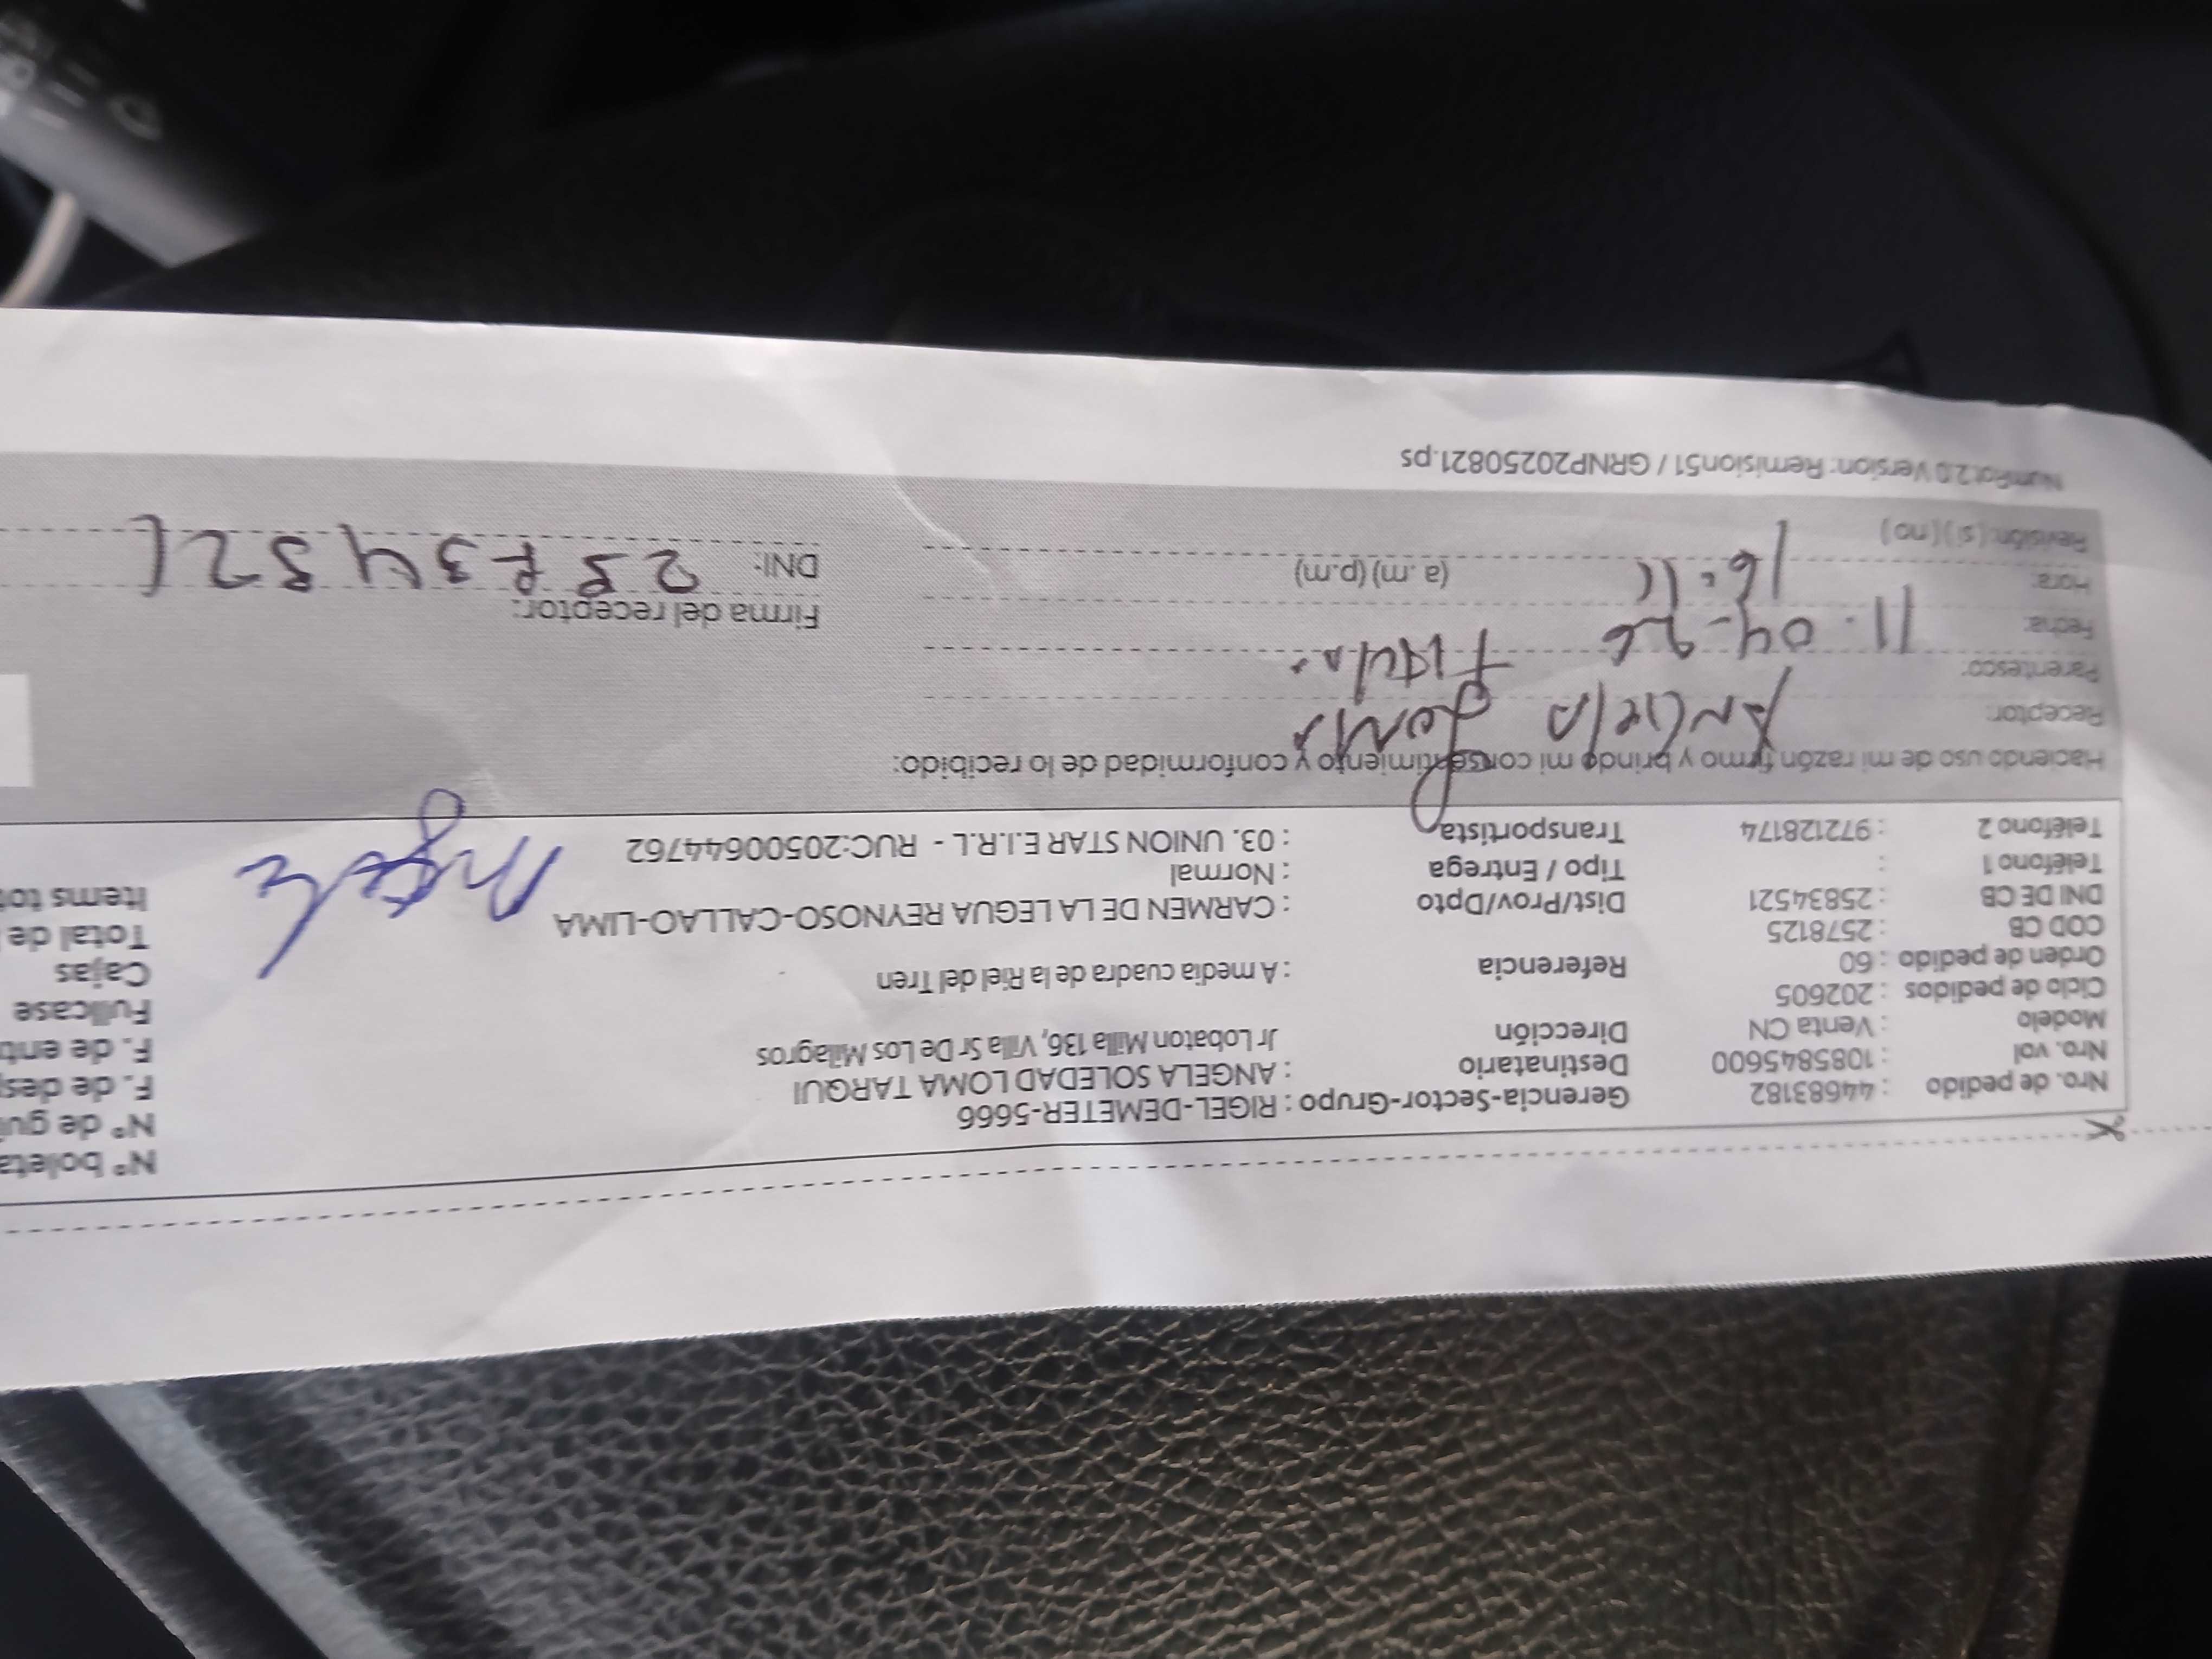 Nº boleta
Nº de gui
F. de des
F. de ent
Fullcase
Cajas
Total de
Items tot
Nro. de pedido : 44683182 Gerencia-Sector-Grupo : RIGEL-DEMETER-5666
Nro. vol : 1085845600 Destinatario : ANGELA SOLEDAD LOMA TARQUI
Modelo : Venta CN Dirección Jr Lobaton Milla 136, Villa Sr De Los Milagros
Ciclo de pedidos : 202605
Orden de pedido : 60 Referencia : A media cuadra de la Riel del Tren
COD CB : 2578125
DNI DE CB : 25834521 Dist/Prov/Dpto : CARMEN DE LA LEGUA REYNOSO-CALLAO-LIMA
Teléfono 1 : Tipo / Entrega : Normal
Teléfono 2 : 972128174 Transportista : 03. UNION STAR E.I.R.L - RUC:20500644762
Haciendo uso de mi razón firmo y brindo mi consentimiento y conformidad de lo recibido:
Receptor: Angela Loma
Parentesco: Titular
Fecha: 11-04-26 Firma del receptor:
Hora: 16:11 (a.m) (p.m) DNI:
Revisión: (si) (no)
NumRot2.0 Version: Remision51 / GRNP20250821.ps